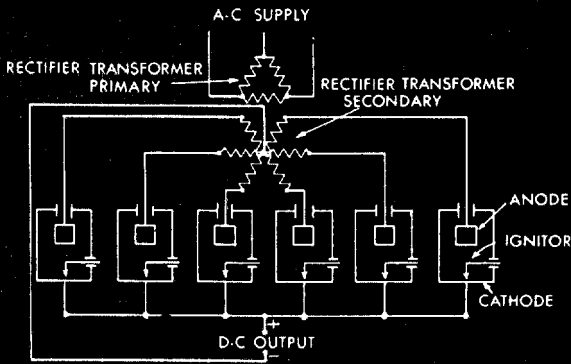 A-C SUPPLY
RECTIFIER TRANSFORMER
PRIMARY
RECTIFIER TRANSFORMER
SECONDARY
ANODE
IGNITOR
CATHODE
+
D-C OUTPUT
−